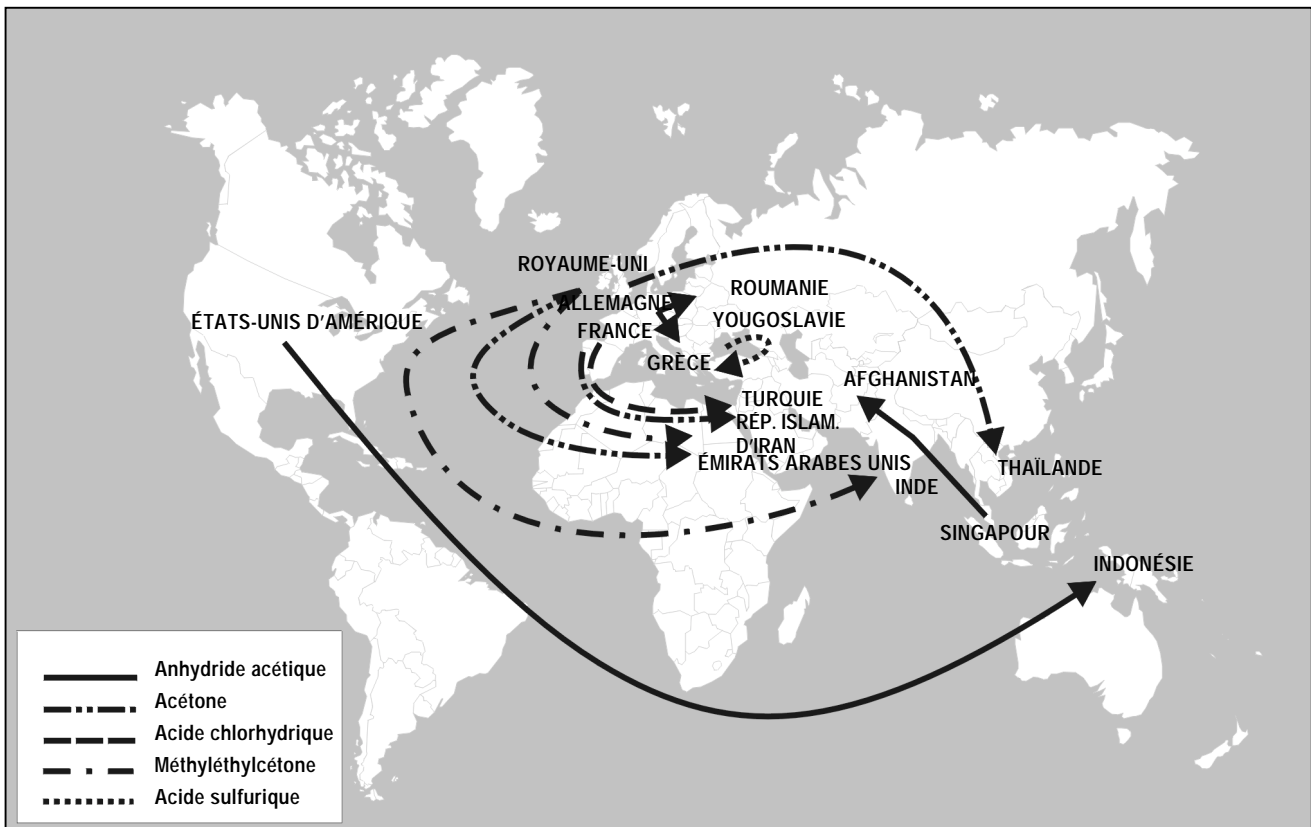 ROYAUME-UNI
ALLEMAGNE
ROUMANIE
ÉTATS-UNIS D'AMÉRIQUE
FRANCE
YOUGOSLAVIE
GRÈCE
AFGHANISTAN
TURQUIE
RÉP. ISLAM.
D'IRAN
ÉMIRATS ARABES UNIS
THAÏLANDE
INDE
SINGAPOUR
INDONÉSIE
Anhydride acétique
Acétone
Acide chlorhydrique
Méthyléthylcétone
Acide sulfurique